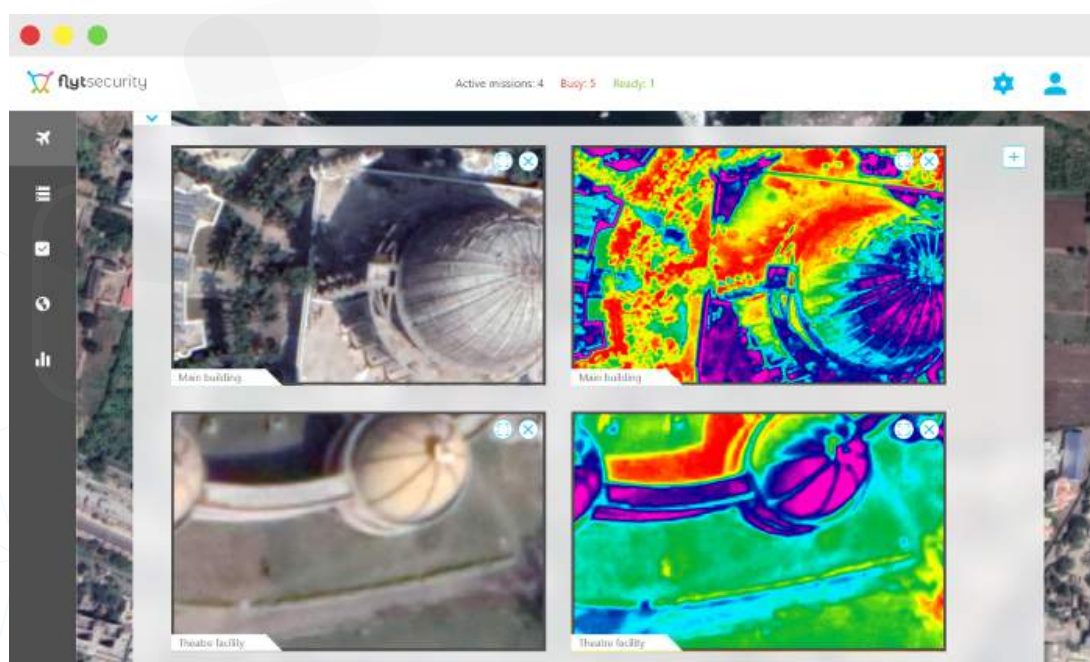 flytsecurity
Active missions: 4 Busy: 5 Ready: 1
Main building
Main building
Theatre facility
Theatre facility